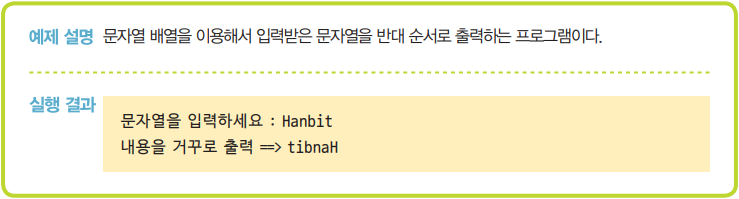 예제 설명 문자열 배열을 이용해서 입력받은 문자열을 반대 순서로 출력하는 프로그램이다.
실행 결과
문자열을 입력하세요 : Hanbit
내용을 거꾸로 출력 ==> tibnaH